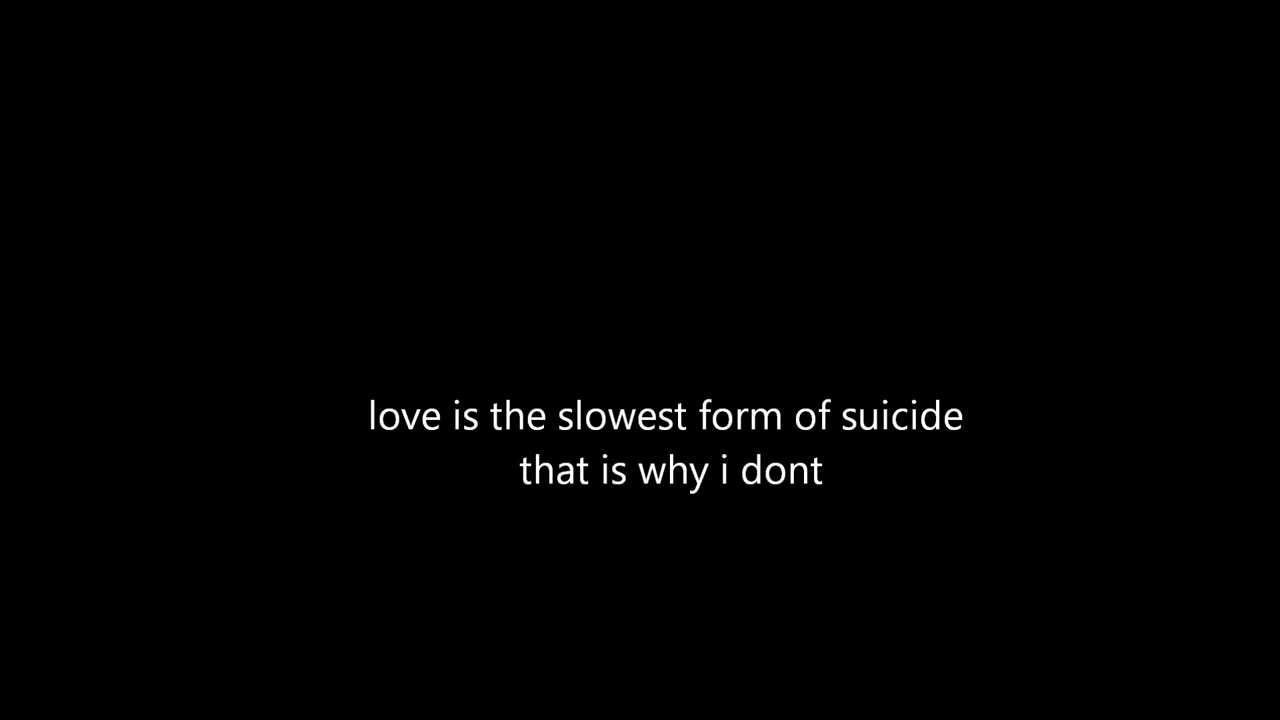 love is the slowest form of suicide
that is why i dont